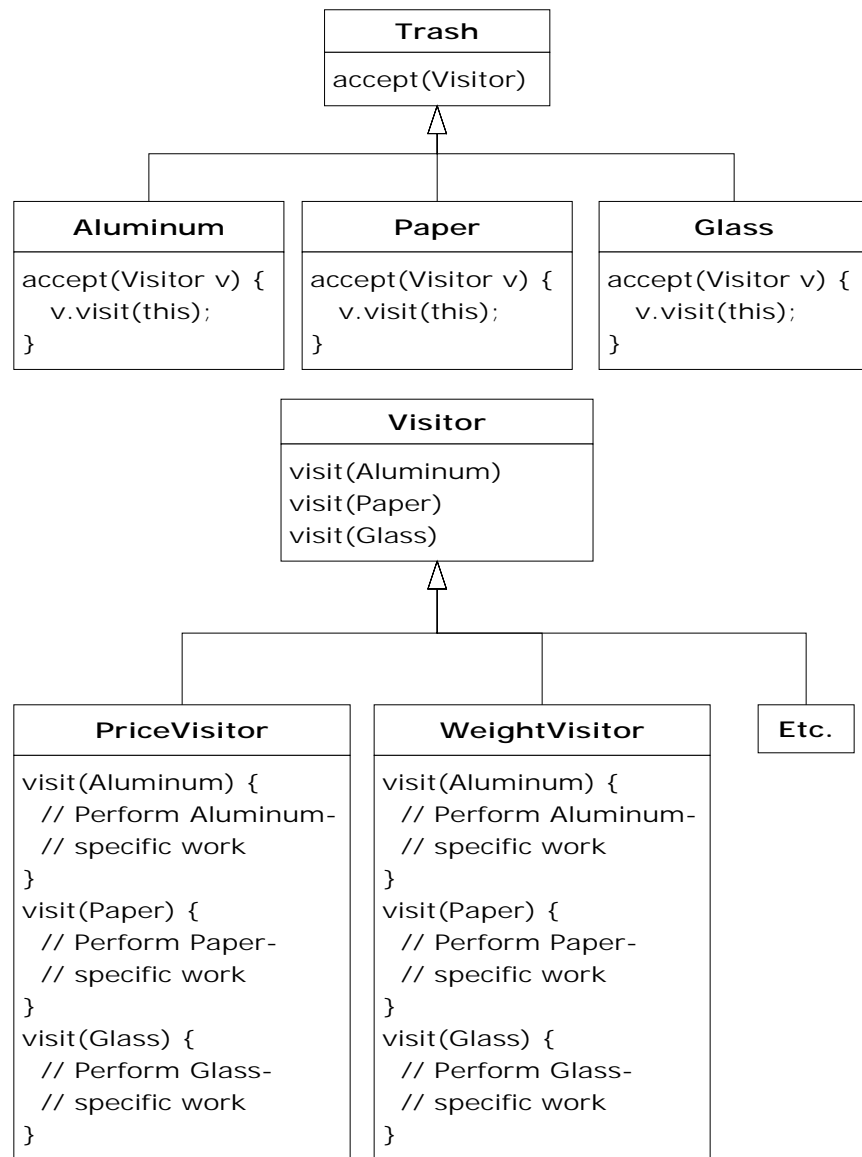 Trash
accept(Visitor)
Aluminum
accept(Visitor v) {
v.visit(this);
}
Paper
accept(Visitor v) {
v.visit(this);
}
Glass
accept(Visitor v) {
v.visit(this);
}
Visitor
visit(Aluminum)
visit(Paper)
visit(Glass)
PriceVisitor
visit(Aluminum) {
// Perform Aluminum-
// specific work
}
visit(Paper) {
// Perform Paper-
// specific work
}
visit(Glass) {
// Perform Glass-
// specific work
}
WeightVisitor
visit(Aluminum) {
// Perform Aluminum-
// specific work
}
visit(Paper) {
// Perform Paper-
// specific work
}
visit(Glass) {
// Perform Glass-
// specific work
}
Etc.